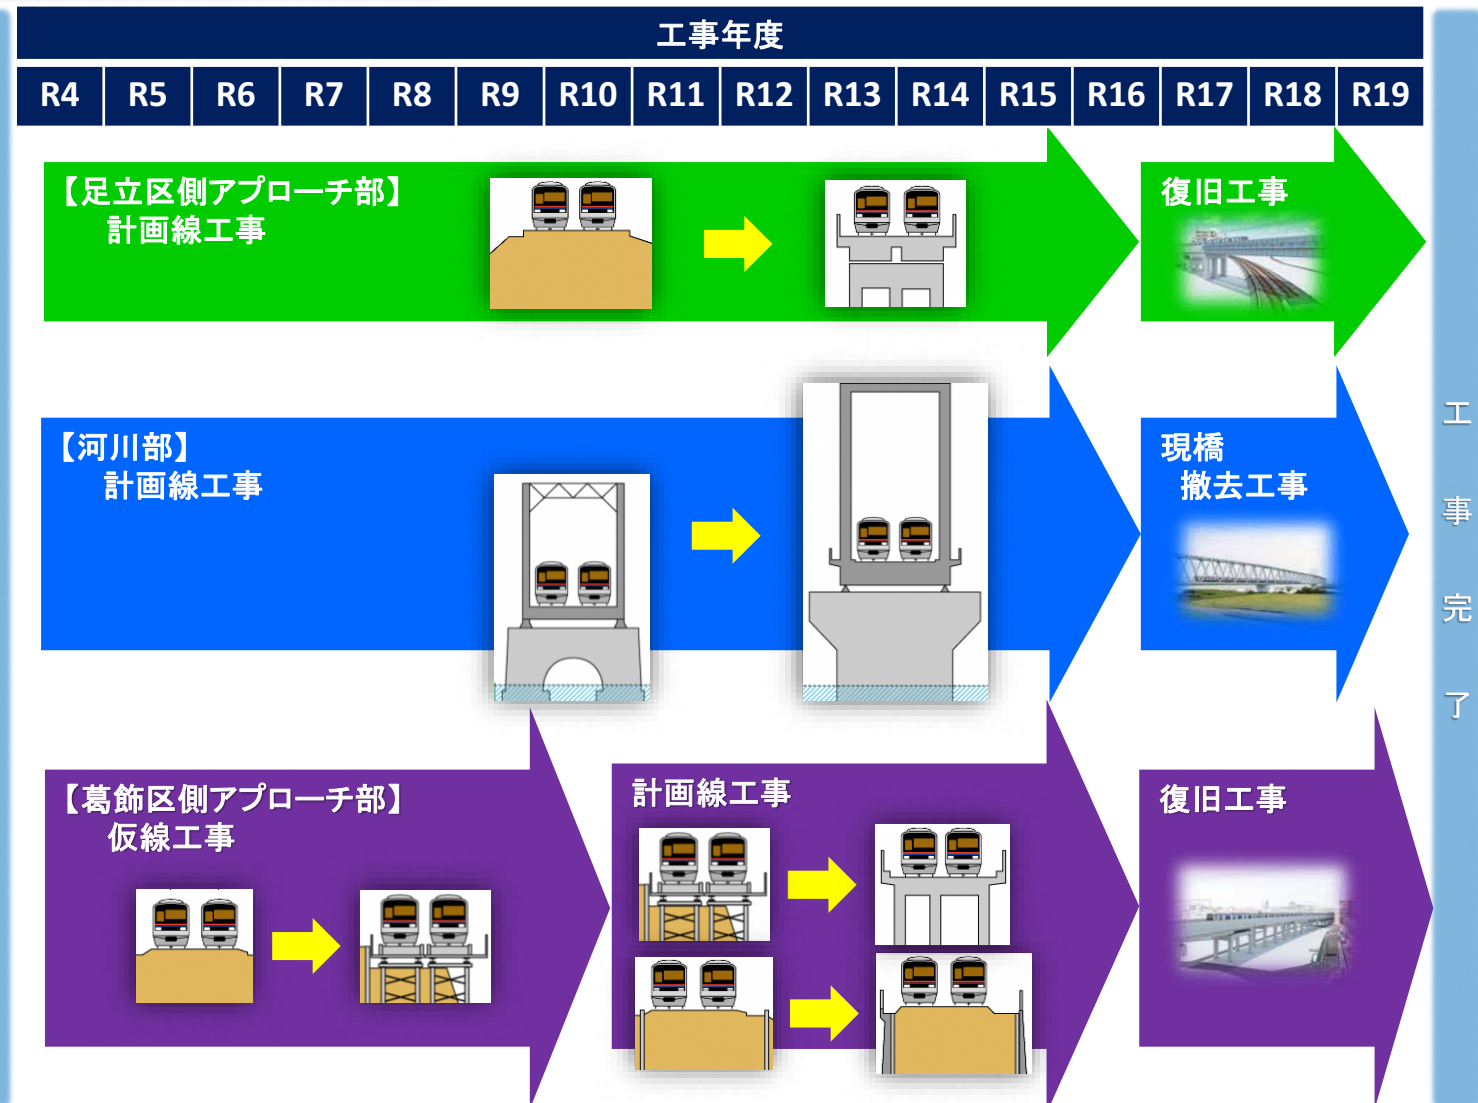 工事年度
R4 R5 R6 R7 R8 R9 R10 R11 R12 R13 R14 R15 R16 R17 R18 R19
【足立区側アプローチ部】
計画線工事
復旧工事
【河川部】
計画線工事
現橋
撤去工事
【葛飾区側アプローチ部】
仮線工事
計画線工事
復旧工事
工事完了